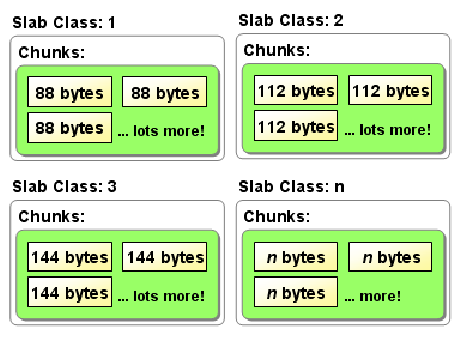 Slab Class: 1
Chunks:
88 bytes 88 bytes
88 bytes ... lots more!
Slab Class: 2
Chunks:
112 bytes 112 bytes
112 bytes ... lots more!
Slab Class: 3
Chunks:
144 bytes 144 bytes
144 bytes ... lots more!
Slab Class: n
Chunks:
n bytes n bytes
n bytes ... more!